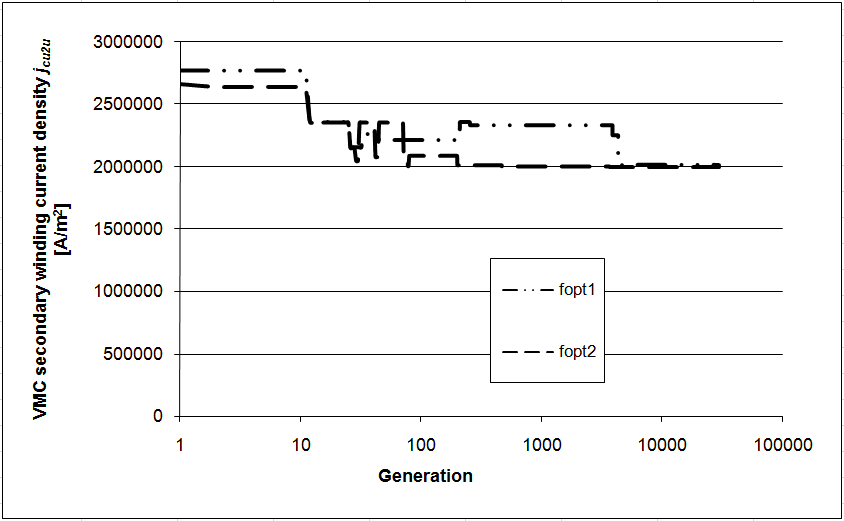 VMC secondary winding current density jcu2u
[A/m²]
3000000
2500000
2000000
1500000
1000000
500000
0
1 10 100 1000 10000 100000
Generation
fopt1
fopt2